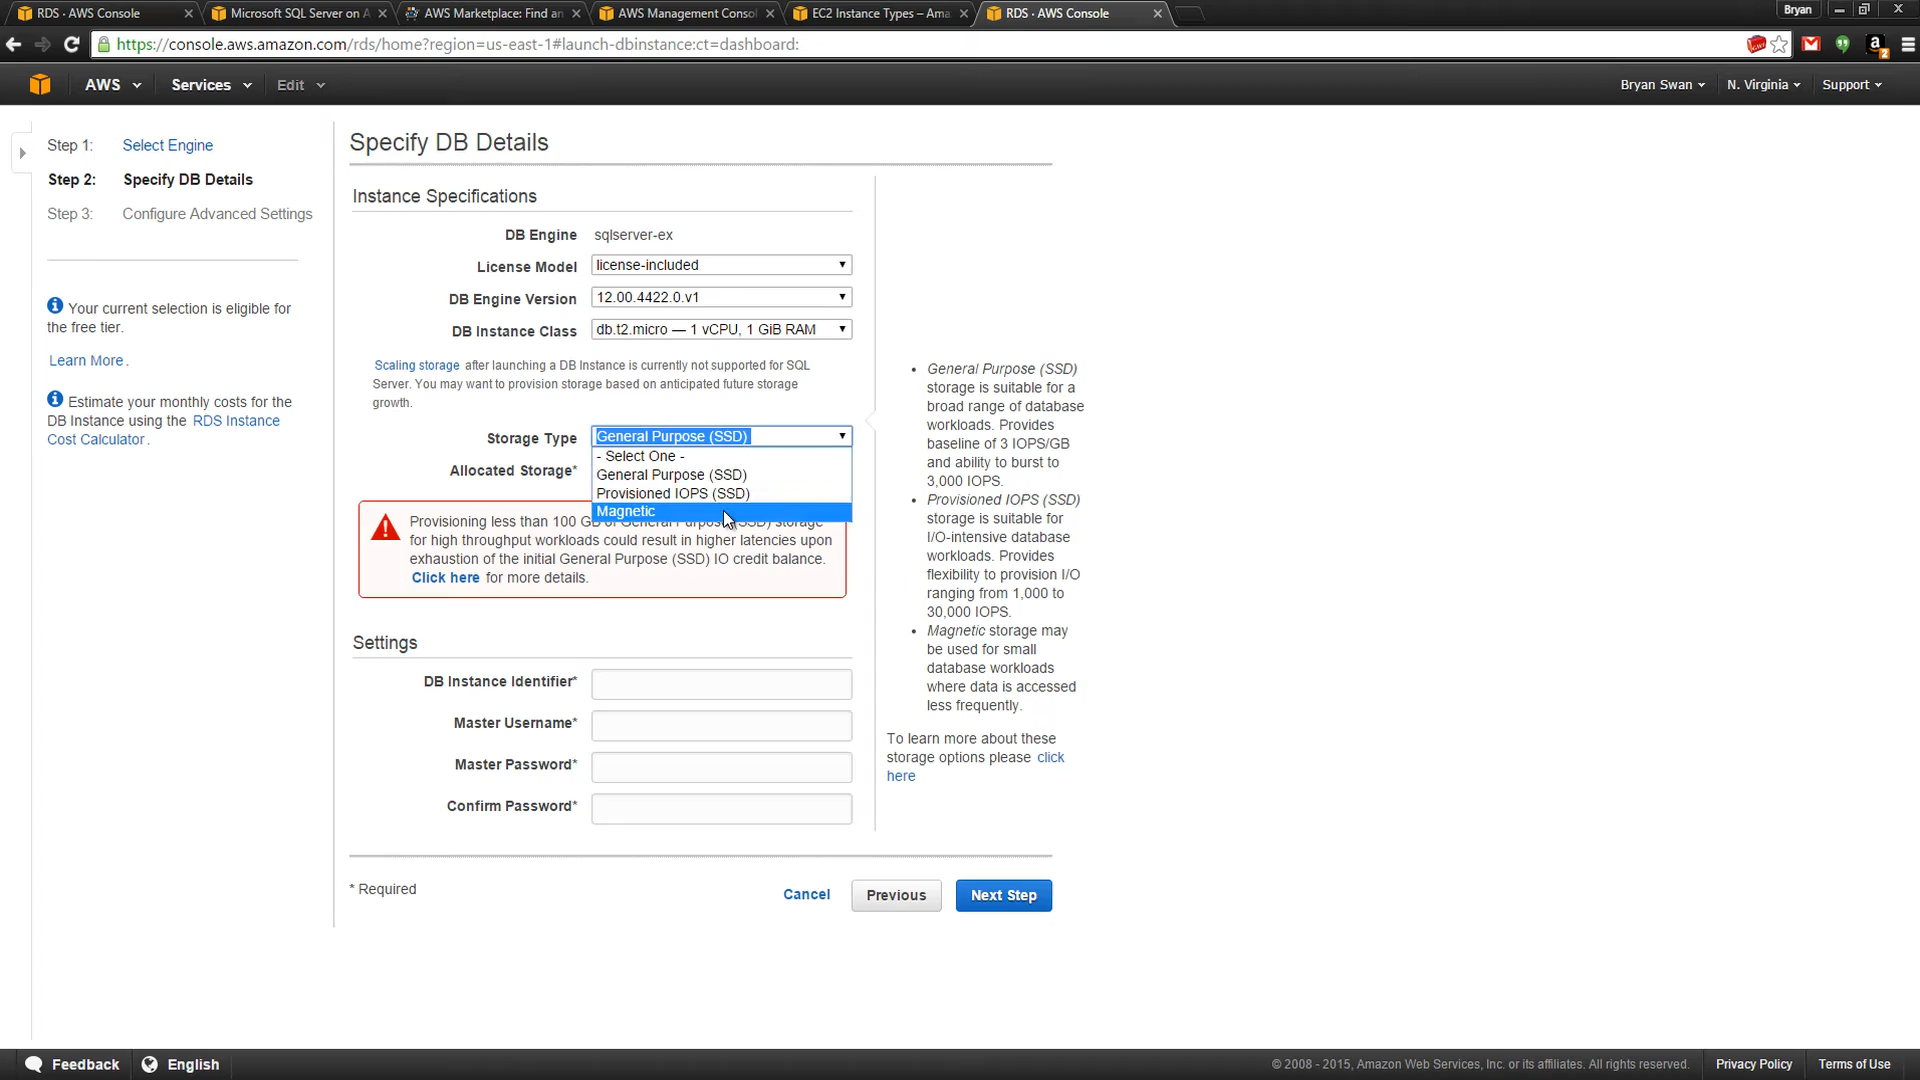 RDS · AWS Console
Microsoft SQL Server on A
AWS Marketplace: Find an
AWS Management Consol
EC2 Instance Types – Ama
RDS · AWS Console
Bryan
https://console.aws.amazon.com/rds/home?region=us-east-1#launch-dbinstance:ct=dashboard:
AWS
Services
Edit
Bryan Swan
N. Virginia
Support
Step 1: Select Engine
Step 2: Specify DB Details
Step 3: Configure Advanced Settings
Your current selection is eligible for
the free tier.
Learn More .
Estimate your monthly costs for the
DB Instance using the RDS Instance
Cost Calculator .
Specify DB Details
Instance Specifications
DB Engine sqlserver-ex
License Model license-included
DB Engine Version 12.00.4422.0.v1
DB Instance Class db.t2.micro — 1 vCPU, 1 GiB RAM
Scaling storage after launching a DB Instance is currently not supported for SQL
Server. You may want to provision storage based on anticipated future storage
growth.
Storage Type General Purpose (SSD)
- Select One -
General Purpose (SSD)
Provisioned IOPS (SSD)
Magnetic
Allocated Storage*
Provisioning less than 100 GB of General Purpose (SSD) storage
for high throughput workloads could result in higher latencies upon
exhaustion of the initial General Purpose (SSD) IO credit balance.
Click here for more details.
Settings
DB Instance Identifier*
Master Username*
Master Password*
Confirm Password*
* Required
Cancel
Previous
Next Step
General Purpose (SSD)
storage is suitable for a
broad range of database
workloads. Provides
baseline of 3 IOPS/GB
and ability to burst to
3,000 IOPS.
Provisioned IOPS (SSD)
storage is suitable for
I/O-intensive database
workloads. Provides
flexibility to provision I/O
ranging from 1,000 to
30,000 IOPS.
Magnetic storage may
be used for small
database workloads
where data is accessed
less frequently.
To learn more about these
storage options please click
here
Feedback
English
© 2008 - 2015, Amazon Web Services, Inc. or its affiliates. All rights reserved.
Privacy Policy
Terms of Use